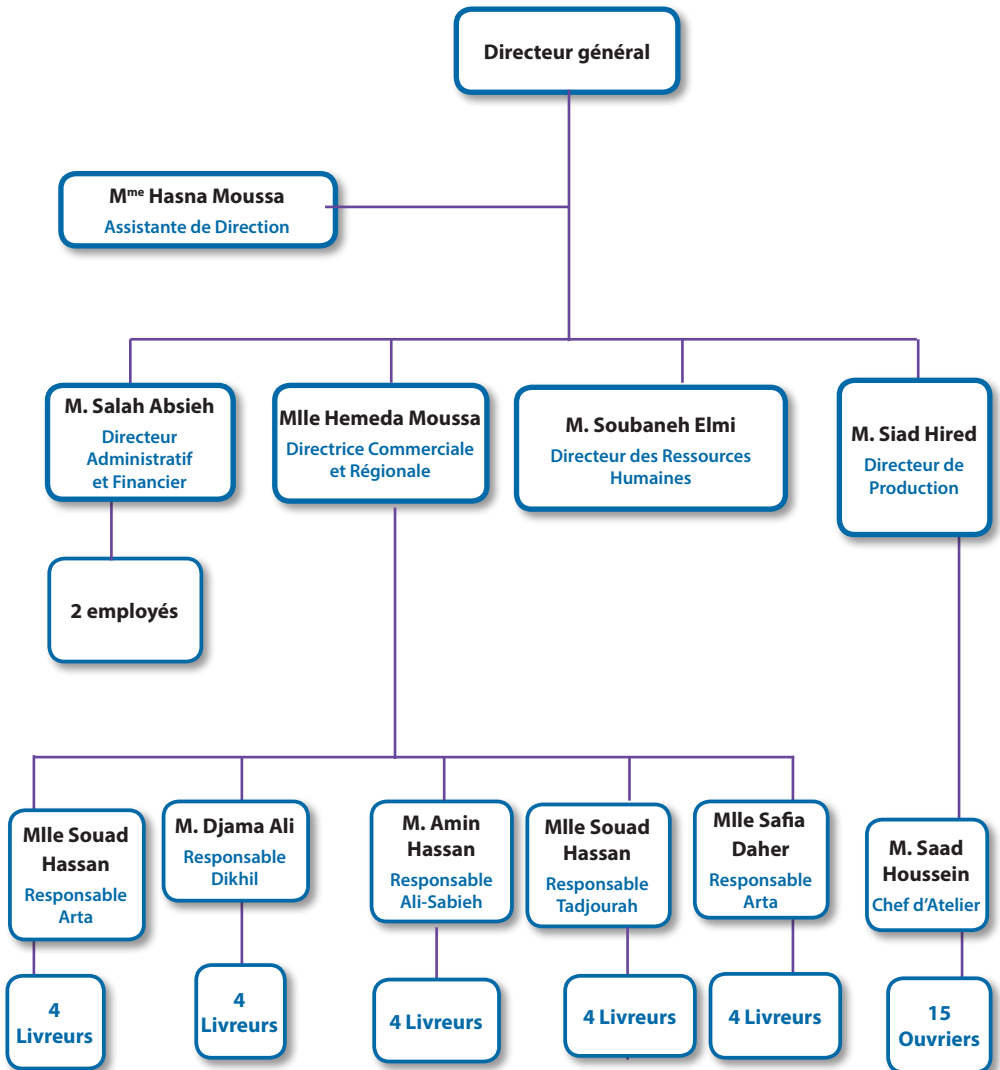 Directeur général
Mme Hasna Moussa
Assistante de Direction
M. Salah Absieh
Directeur
Administratif
et Financier
Mlle Hemeda Moussa
Directrice Commerciale
et Régionale
M. Soubaneh Elmi
Directeur des Ressources
Humaines
M. Siad Hired
Directeur de
Production
2 employés
Mlle Souad
Hassan
Responsable
Arta
M. Djama Ali
Responsable
Dikhil
M. Amin
Hassan
Responsable
Ali-Sabieh
Mlle Souad
Hassan
Responsable
Tadjourah
Mlle Safia
Daher
Responsable
Arta
M. Saad
Houssein
Chef d'Atelier
4
Livreurs
4
Livreurs
4 Livreurs
4 Livreurs
4 Livreurs
15
Ouvriers